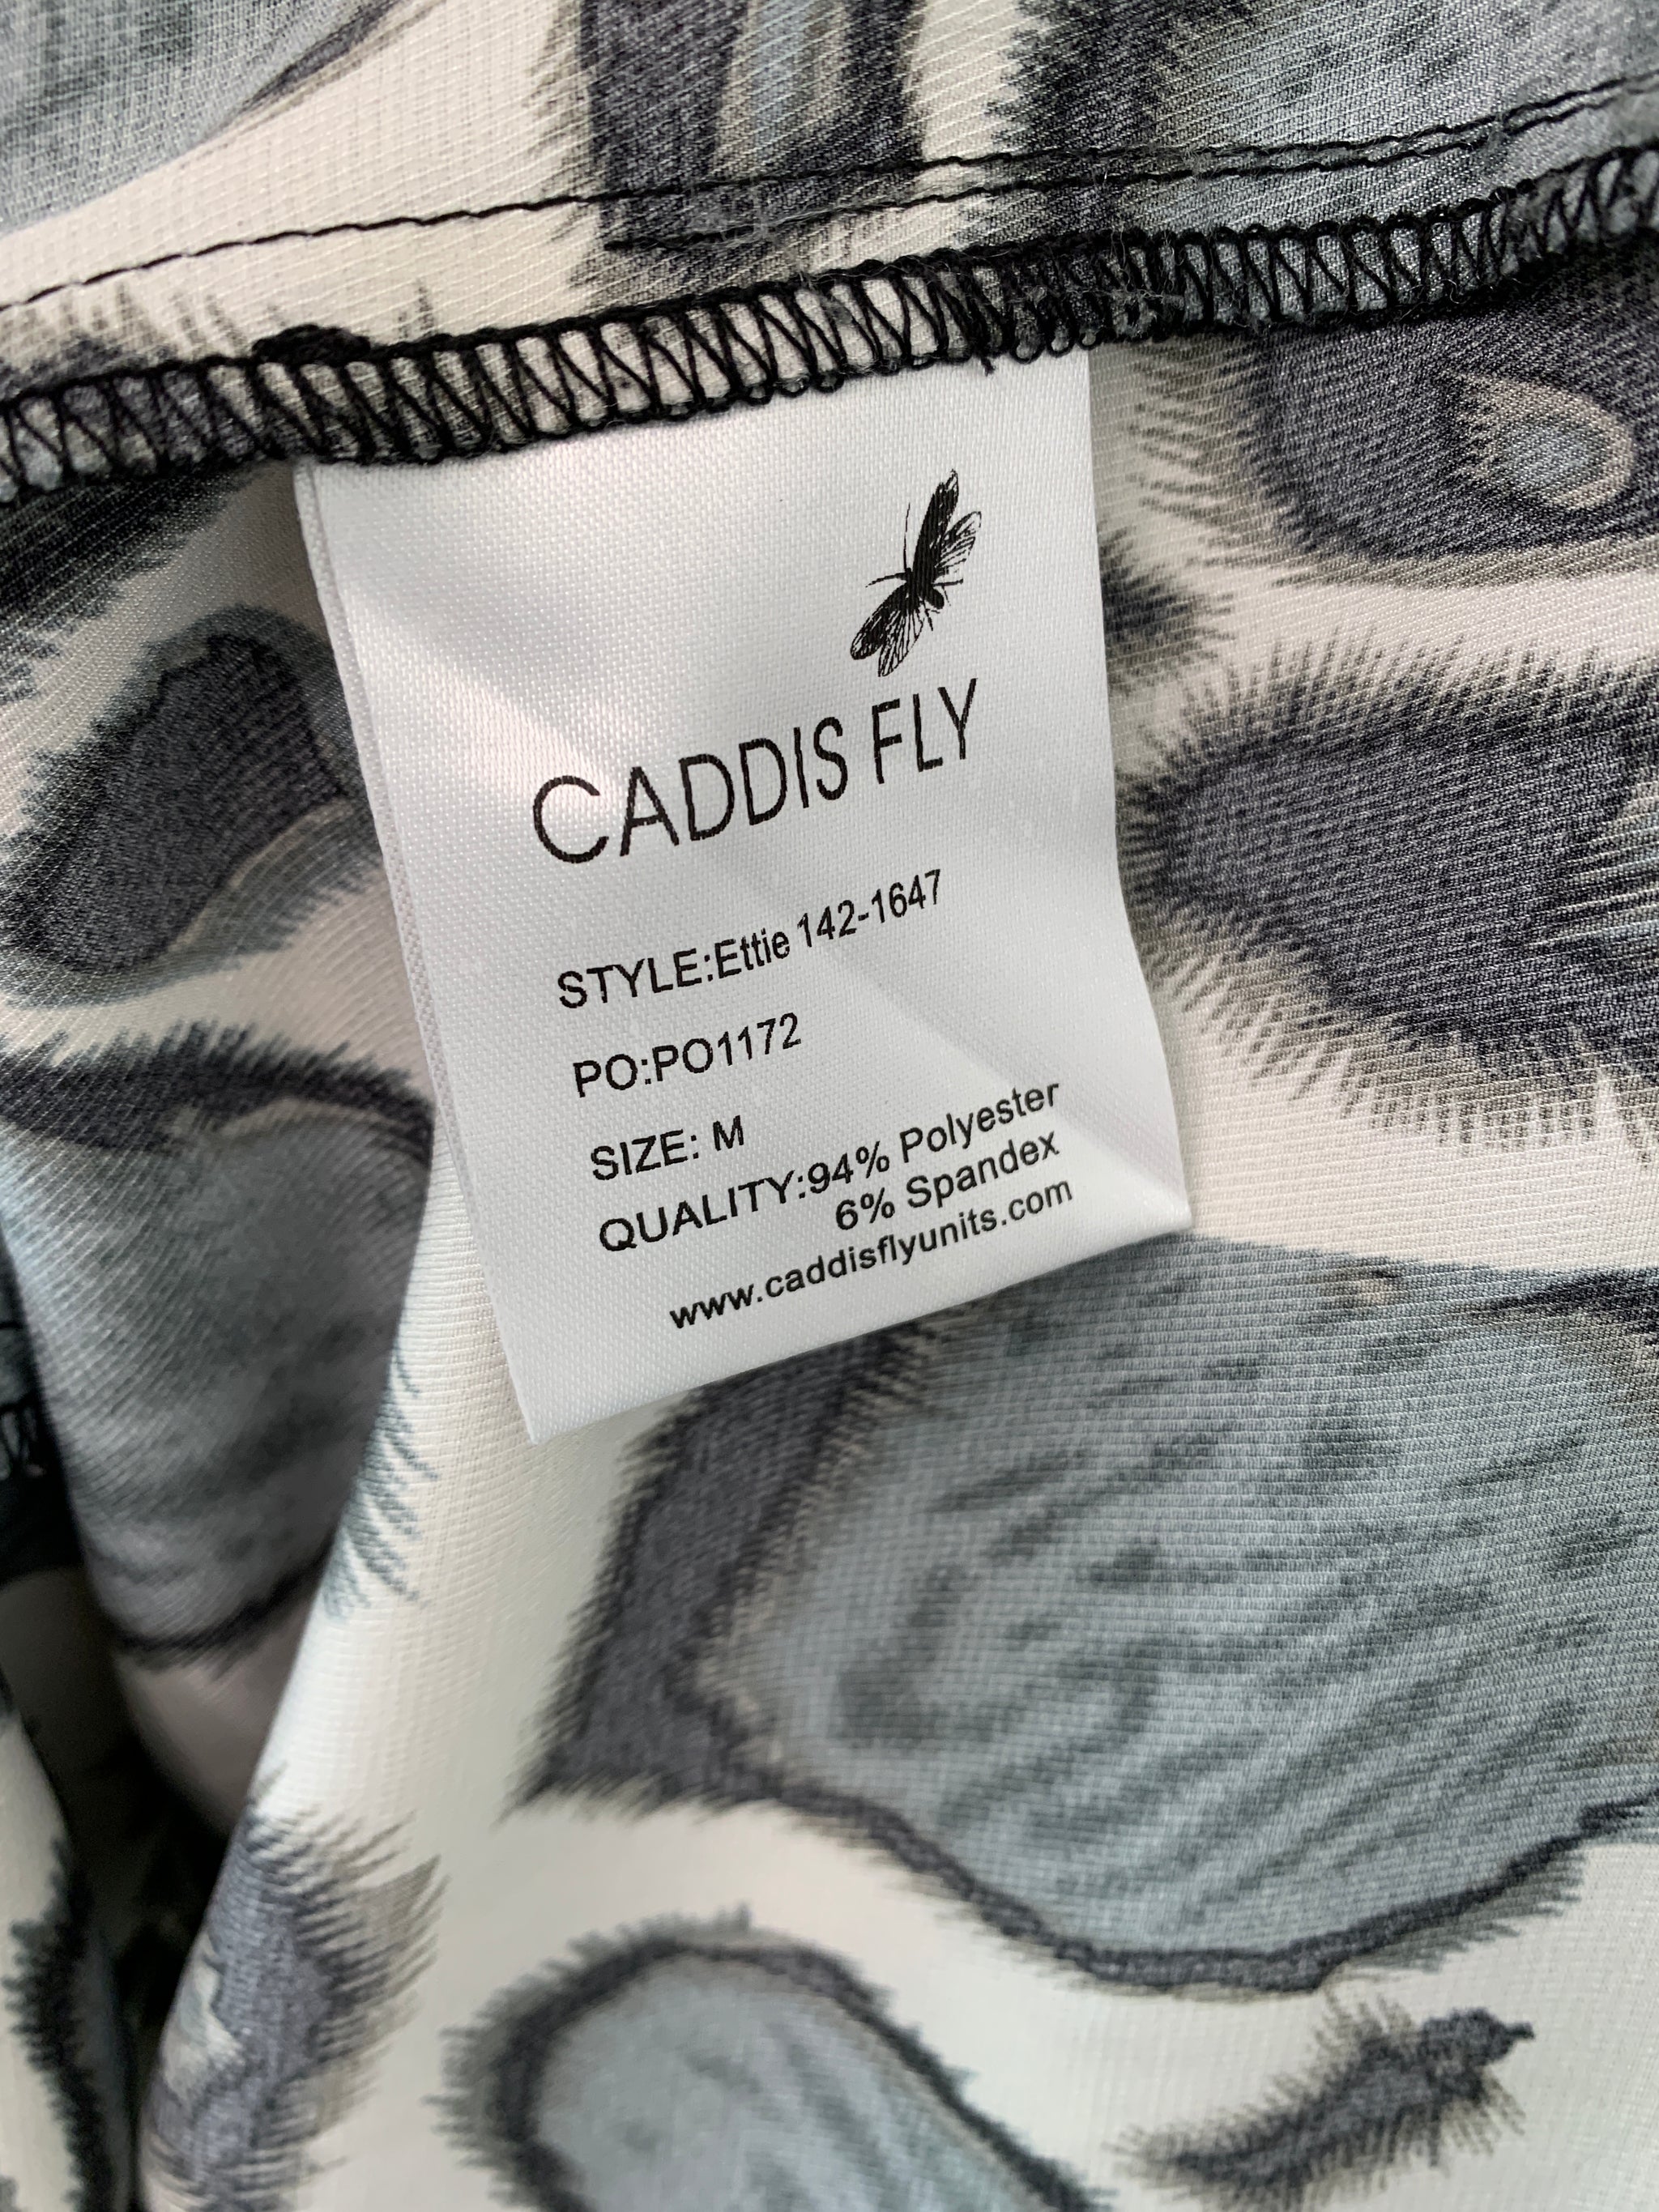 CADDIS FLY
STYLE:Ettie 142-1647
PO:PO1172
SIZE: M
QUALITY:94% Polyester
6% Spandex
www.caddisflyunits.com